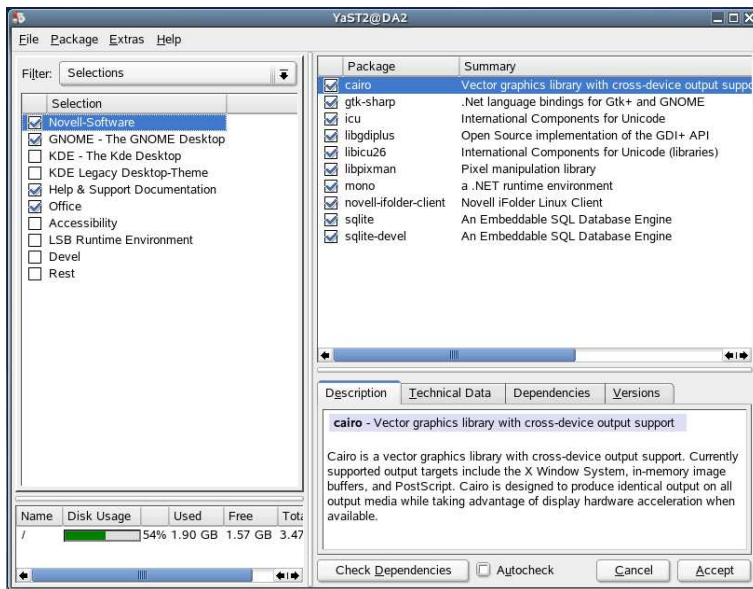 YaST2@DA2
File Package Extras Help
Filter: Selections
Selection
Novell-Software
GNOME - The GNOME Desktop
KDE - The Kde Desktop
KDE Legacy Desktop-Theme
Help & Support Documentation
Office
Accessibility
LSB Runtime Environment
Devel
Rest
Name Disk Usage Used Free Tota
/ 54% 1.90 GB 1.57 GB 3.47
Package Summary
cairo Vector graphics library with cross-device output suppo
gtk-sharp .Net language bindings for Gtk+ and GNOME
icu International Components for Unicode
libgdiplus Open Source implementation of the GDI+ API
libicu26 International Components for Unicode (libraries)
libpixman Pixel manipulation library
mono a .NET runtime environment
novell-ifolder-client Novell iFolder Linux Client
sqlite An Embeddable SQL Database Engine
sqlite-devel An Embeddable SQL Database Engine
Description Technical Data Dependencies Versions
cairo - Vector graphics library with cross-device output support
Cairo is a vector graphics library with cross-device output support. Currently
supported output targets include the X Window System, in-memory image
buffers, and PostScript. Cairo is designed to produce identical output on all
output media while taking advantage of display hardware acceleration when
available.
Check Dependencies Autocheck Cancel Accept